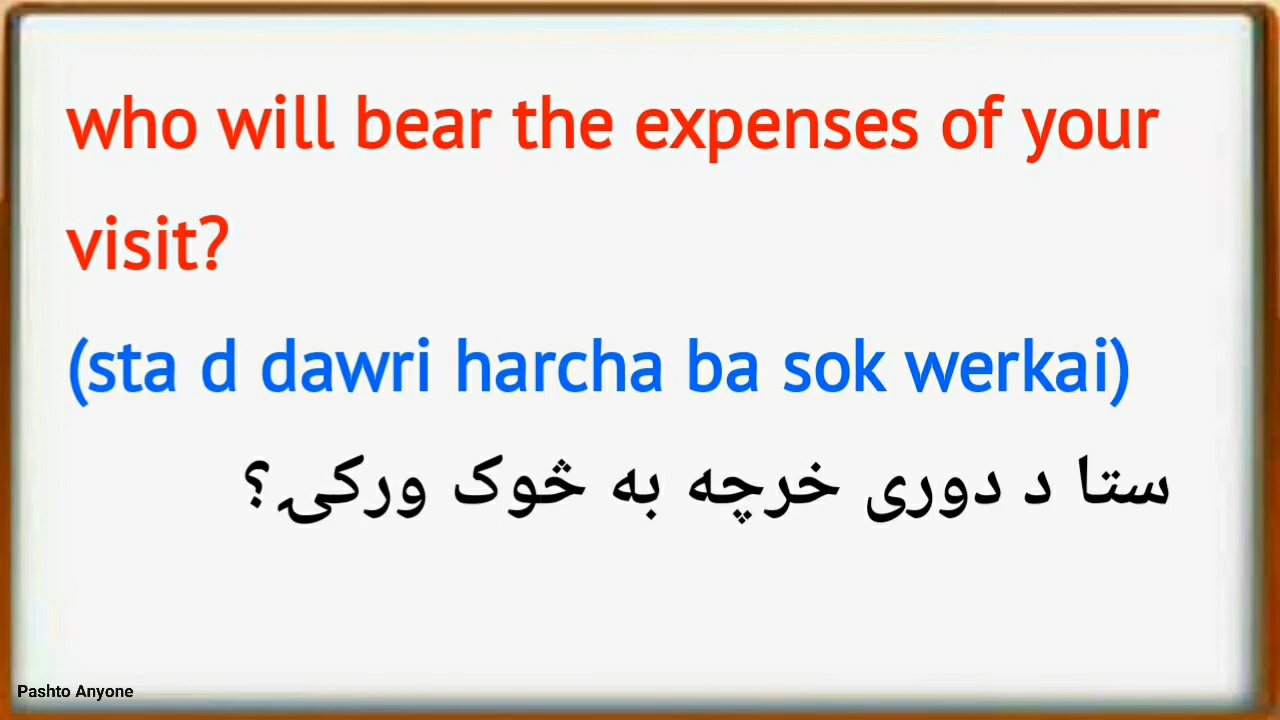 who will bear the expenses of your
visit?
(sta d dawri harcha ba sok werkai)
ستا د دوری خرچه به څوک ورکۍ؟
Pashto Anyone